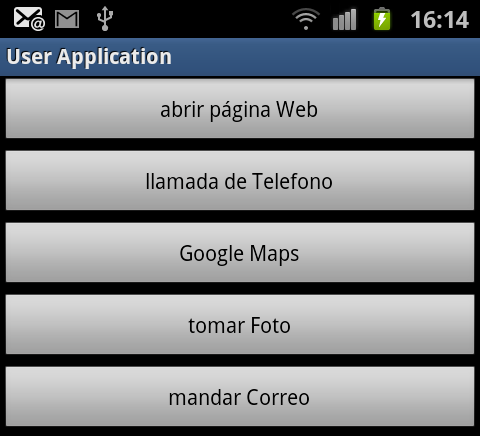 16:14
User Application
abrir página Web
llamada de Telefono
Google Maps
tomar Foto
mandar Correo